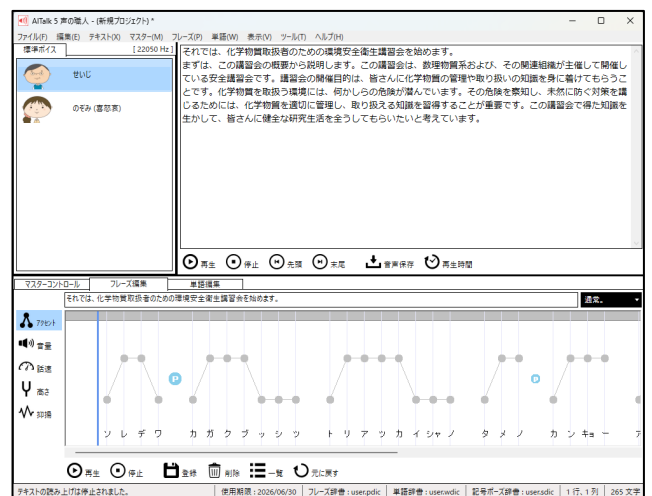 AITalk 5 声の職人 - (新規プロジェクト) *
ファイル(F) 編集(E) テキスト(X) マスター(M) フレーズ(P) 単語(W) 表示(V) ツール(T) ヘルプ(H)
標準ボイス [ 22050 Hz ]
せいじ
のぞみ (喜怒哀)
それでは、化学物質取扱者のための環境安全衛生講習会を始めます。
まずは、この講習会の概要から説明します。この講習会は、数理物質系および、その関連組織が主催して開催し
ている安全講習会です。講習会の開催目的は、皆さんに化学物質の管理や取り扱いの知識を身に着けてもらうこ
とです。化学物質を取扱う環境には、何かしらの危険が潜んでいます。その危険を察知し、未然に防ぐ対策を講
じるためには、化学物質を適切に管理し、取り扱える知識を習得することが重要です。この講習会で得た知識を
生かして、皆さんに健全な研究生活を全うしてもらいたいと考えています。
再生 停止 先頭 末尾 音声保存 再生時間
マスターコントロール フレーズ編集 単語編集
それでは、化学物質取扱者のための環境安全衛生講習会を始めます。 通常。
アクセント
音量
話速
高さ
抑揚
P P
ソ レ デ ワ カ ガ ク ブ ッ シ ツ ト リ ア ツ カ イ シャ ノ タ メ ノ カ ン キョ ー ア
再生 停止 登録 削除 一覧 元に戻す
テキストの読み上げは停止されました。 使用期限 : 2026/06/30 フレーズ辞書 : user.pdic 単語辞書 : user.wdic 記号ポーズ辞書 : user.sdic 1 行, 1 列 265 文字